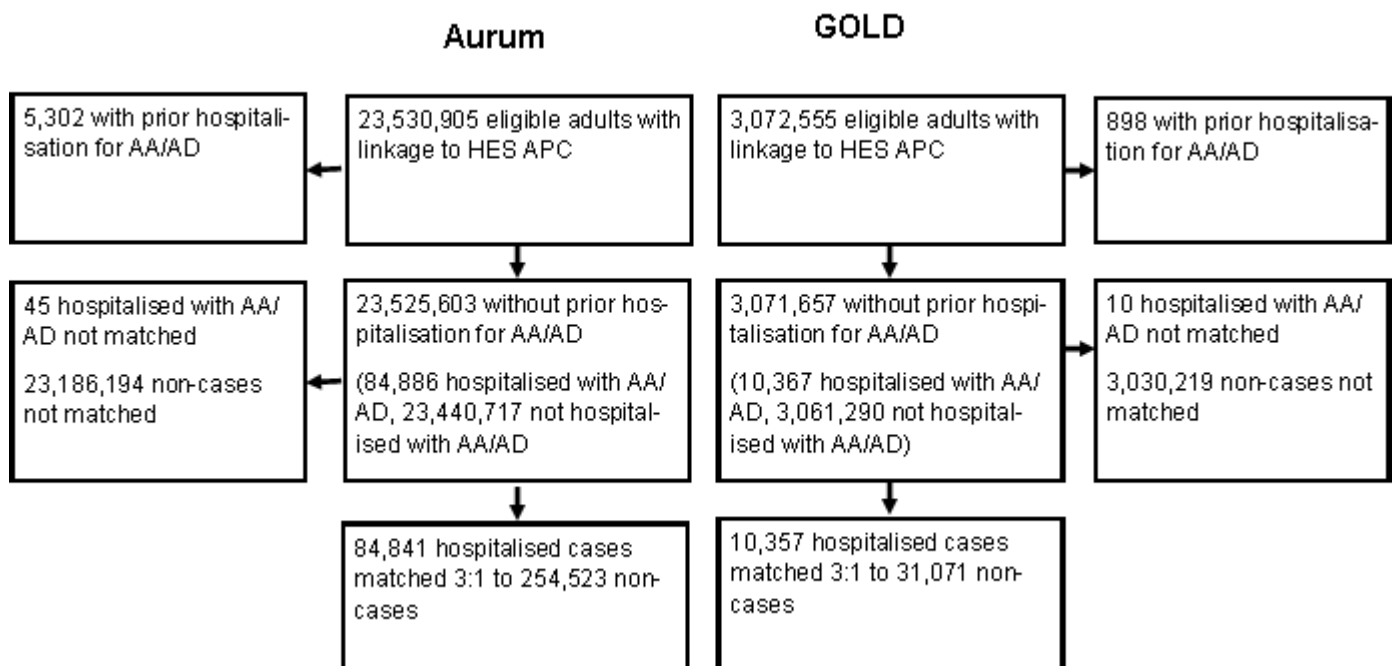 Aurum
GOLD
5,302 with prior hospitali-
sation for AA/AD
23,530,905 eligible adults with
linkage to HES APC
3,072,555 eligible adults with
linkage to HES APC
898 with prior hospitalisa-
tion for AA/AD
45 hospitalised with AA/
AD not matched
23,186,194 non-cases
not matched
23,525,603 without prior hos-
pitalisation for AA/AD
(84,886 hospitalised with AA/
AD, 23,440,717 not hospital-
ised with AA/AD
3,071,657 without prior hospi-
talisation for AA/AD
(10,367 hospitalised with AA/
AD, 3,061,290 not hospital-
ised with AA/AD)
10 hospitalised with AA/
AD not matched
3,030,219 non-cases not
matched
84,841 hospitalised cases
matched 3:1 to 254,523 non-
cases
10,357 hospitalised cases
matched 3:1 to 31,071 non-
cases